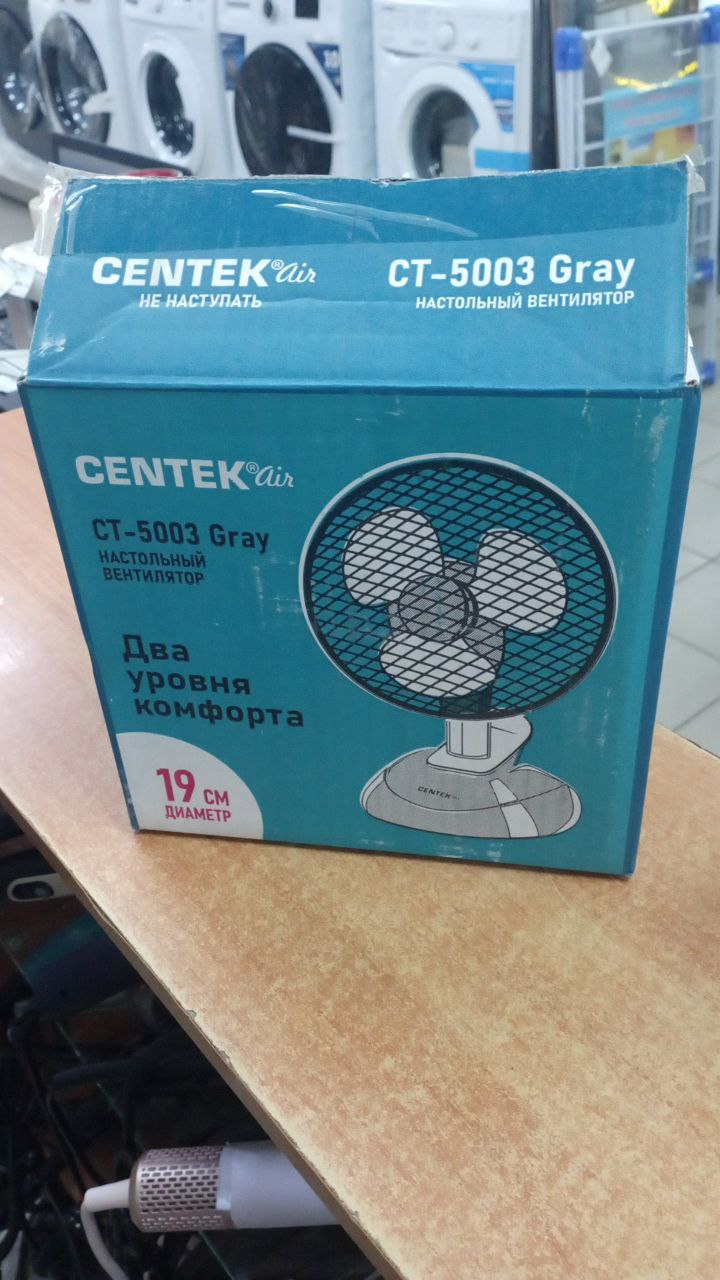 CENTEK® air
НЕ НАСТУПАТЬ
CT-5003 Gray
НАСТОЛЬНЫЙ ВЕНТИЛЯТОР
CENTEK® air
CT-5003 Gray
НАСТОЛЬНЫЙ
ВЕНТИЛЯТОР
Два
уровня
комфорта
19 СМ
ДИАМЕТР
CENTEK